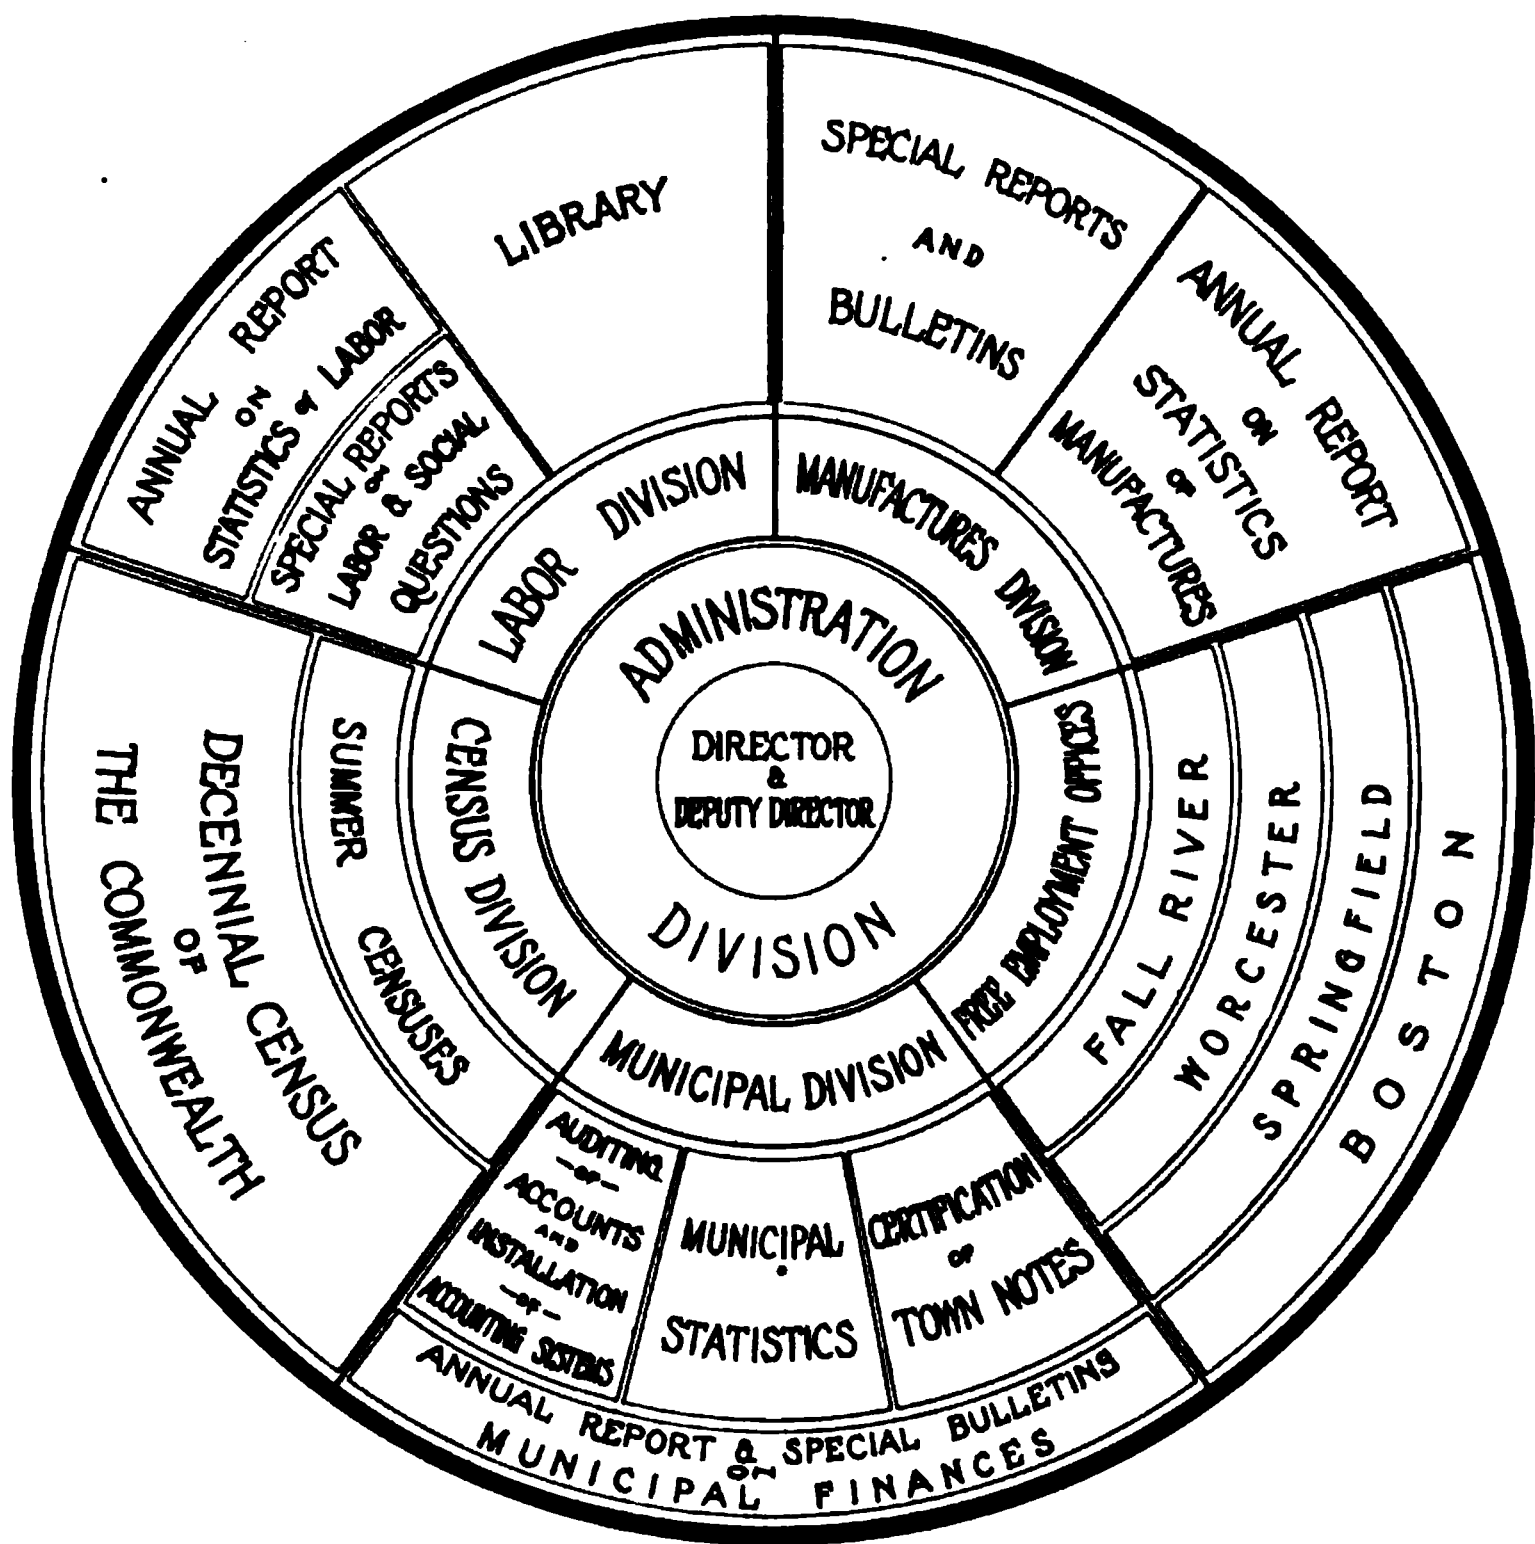 DIRECTOR
&
DEPUTY DIRECTOR
ADMINISTRATION
DIVISION
LABOR DIVISION
LIBRARY
ANNUAL REPORT
ON
STATISTICS of LABOR
SPECIAL REPORTS
ON
LABOR & SOCIAL
QUESTIONS
MANUFACTURES DIVISION
SPECIAL REPORTS
AND
BULLETINS
ANNUAL REPORT
ON
STATISTICS
OF
MANUFACTURES
FREE EMPLOYMENT OFFICES
FALL RIVER
WORCESTER
SPRINGFIELD
BOSTON
MUNICIPAL DIVISION
AUDITING
-OF-
ACCOUNTS
AND
INSTALLATION
-OF-
ACCOUNTING SYSTEMS
MUNICIPAL
STATISTICS
CERTIFICATION
OF
TOWN NOTES
ANNUAL REPORT & SPECIAL BULLETINS
ON
MUNICIPAL FINANCES
CENSUS DIVISION
SUMMER CENSUSES
DECENNIAL CENSUS
OF
THE COMMONWEALTH